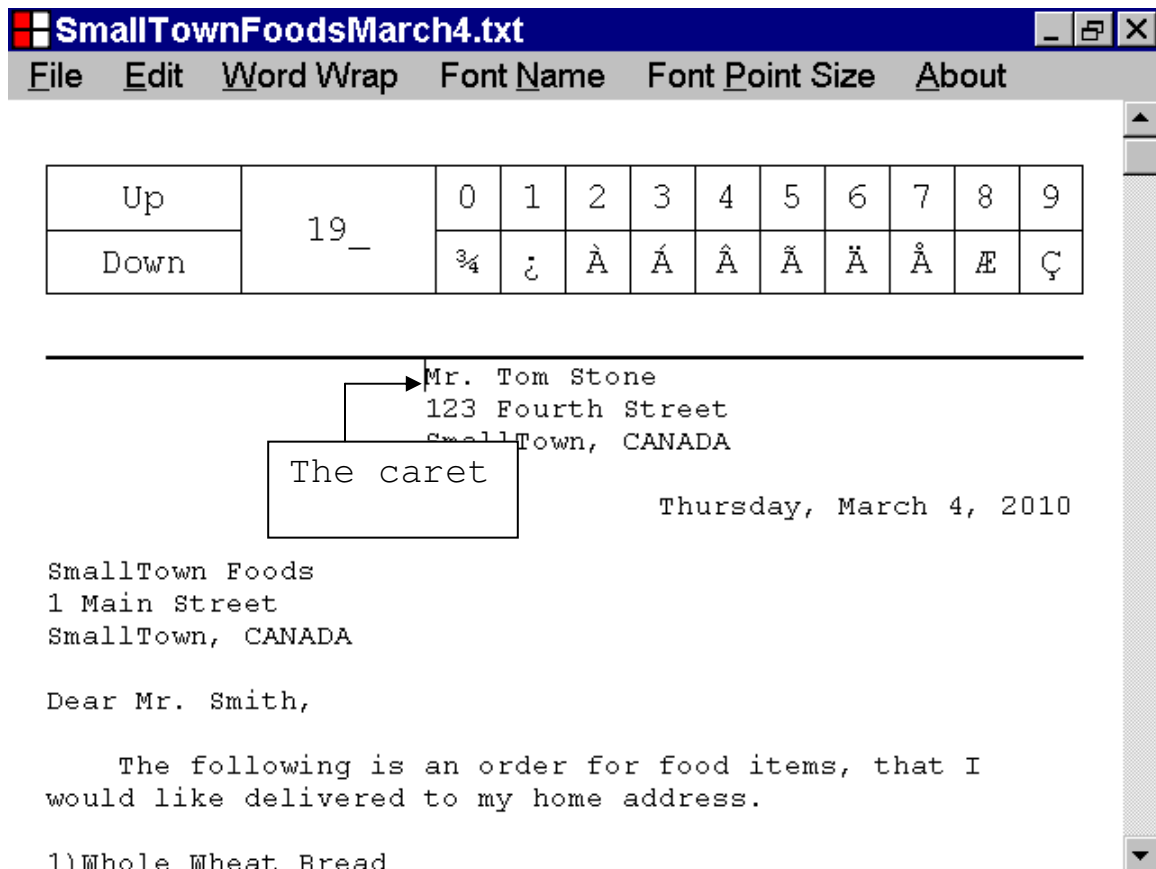 SmallTownFoodsMarch4.txt
File Edit Word Wrap Font Name Font Point Size About
Up 19_ 0 1 2 3 4 5 6 7 8 9
Down ¾ ¿ À Á Â Ã Ä Å Æ Ç
Mr. Tom Stone
123 Fourth Street
SmallTown, CANADA
The caret
Thursday, March 4, 2010
SmallTown Foods
1 Main Street
SmallTown, CANADA
Dear Mr. Smith,
The following is an order for food items, that I
would like delivered to my home address.
1)Whole Wheat Bread